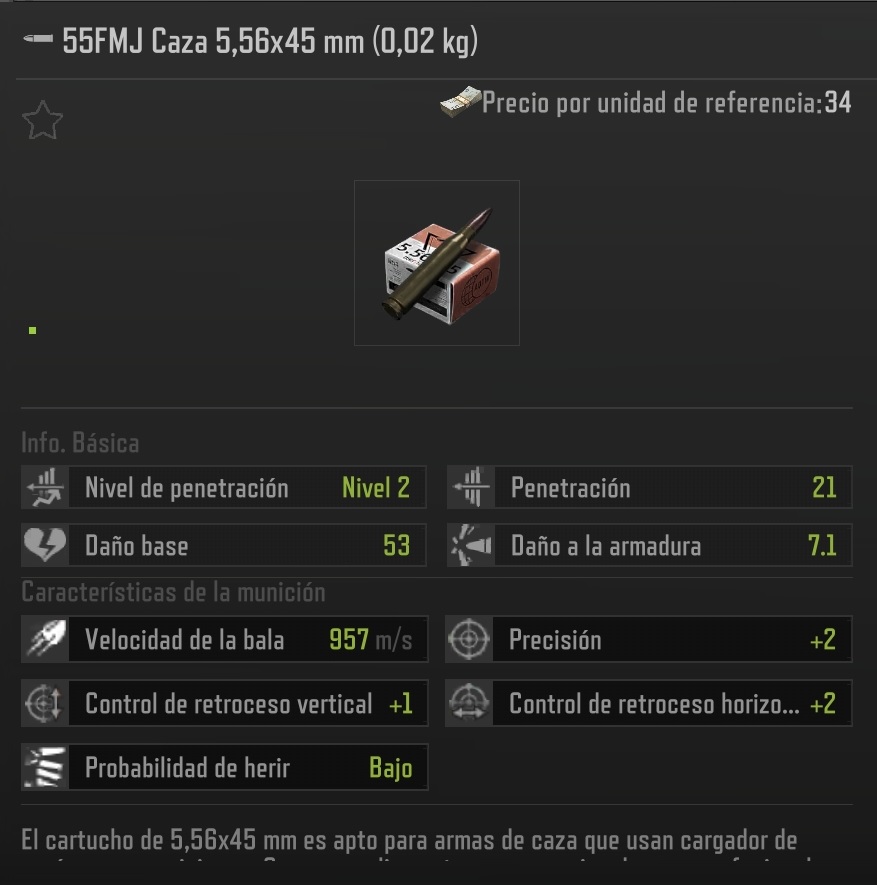 55FMJ Caza 5,56x45 mm (0,02 kg)
Precio por unidad de referencia:34
Info. Básica
Nivel de penetración Nivel 2
Penetración 21
Daño base 53
Daño a la armadura 7.1
Características de la munición
Velocidad de la bala 957 m/s
Precisión +2
Control de retroceso vertical +1
Control de retroceso horizo... +2
Probabilidad de herir Bajo
El cartucho de 5,56x45 mm es apto para armas de caza que usan cargador de